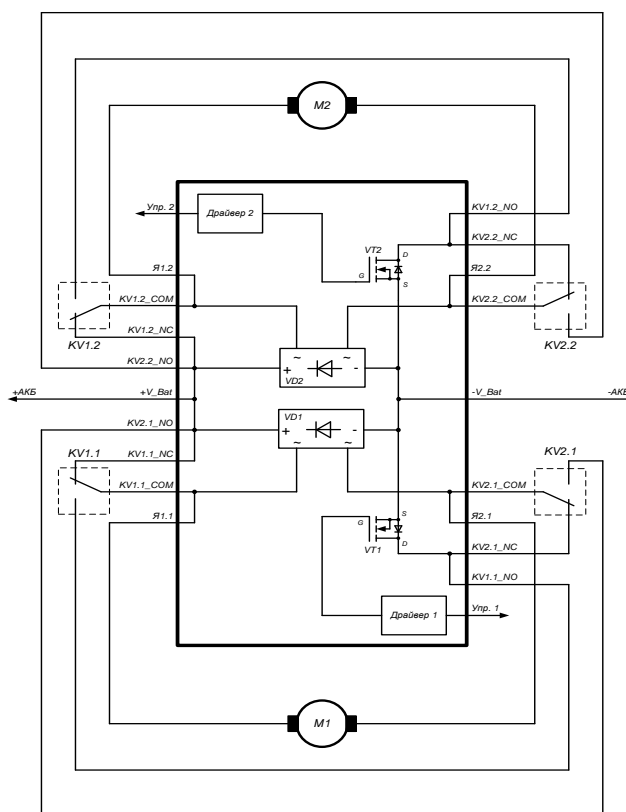 M2
Упр. 2
Драйвер 2
KV1.2_NO
VT2
D
KV2.2_NC
G
S
Я1.2
Я2.2
KV1.2_COM
KV2.2_COM
KV1.2
KV1.2_NC
KV2.2
KV2.2_NO
~ ~
+ -
VD2
+АКБ
+V_Bat
-V_Bat
-АКБ
KV2.1_NO
VD1
+ -
~ ~
KV1.1
KV1.1_NC
KV2.1
KV1.1_COM
KV2.1_COM
Я1.1
Я2.1
S
G
VT1
D
KV2.1_NC
KV1.1_NO
Драйвер 1
Упр. 1
M1